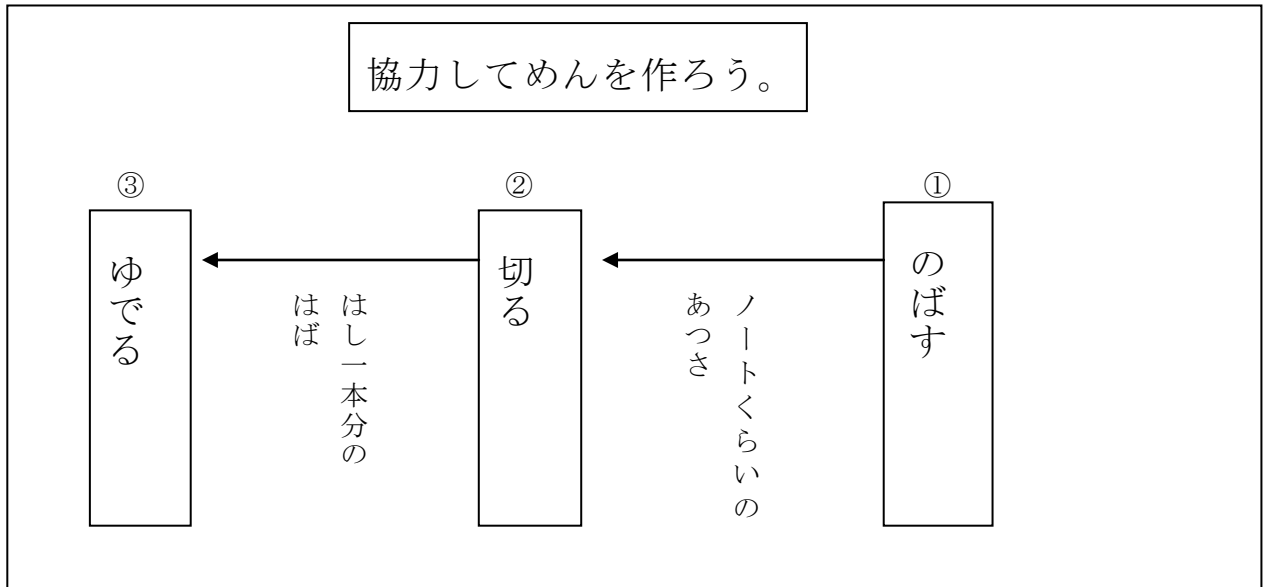 協力してめんを作ろう。
①
のばす
ノートくらいの
あつさ
②
切る
はし一本分の
はば
③
ゆでる